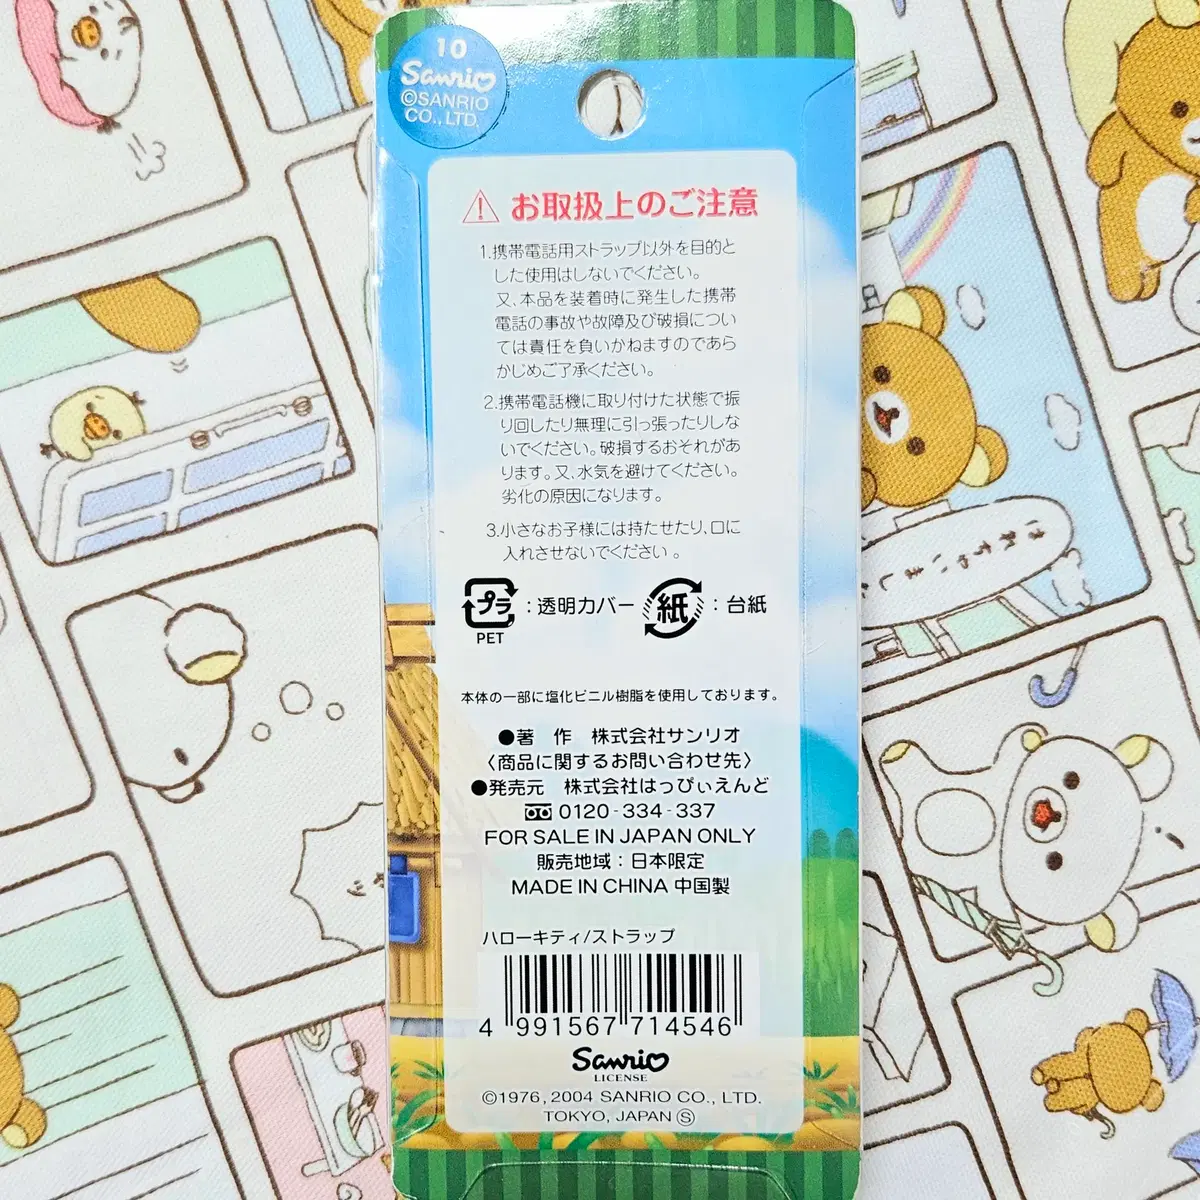 10
Sanrio
©SANRIO
CO., LTD.
お取扱上のご注意
1.携帯電話用ストラップ以外を目的と
した使用はしないでください。
又、本品を装着時に発生した携帯
電話の事故や故障及び破損につい
ては責任を負いかねますのであら
かじめご了承ください。
2.携帯電話機に取り付けた状態で振
り回したり無理に引っ張ったりしな
いでください。破損するおそれがあ
ります。又、水気を避けてください。
劣化の原因になります。
3.小さなお子様には持たせたり、口に
入れさせないでください。
プラ：透明カバー 紙：台紙
PET
本体の一部に塩化ビニル樹脂を使用しております。
●著 作 株式会社サンリオ
〈商品に関するお問い合わせ先〉
●発売元 株式会社はっぴぃえんど
0120-334-337
FOR SALE IN JAPAN ONLY
販売地域：日本限定
MADE IN CHINA 中国製
ハローキティ/ストラップ
4 991567 714546
Sanrio
LICENSE
©1976, 2004 SANRIO CO., LTD.
TOKYO, JAPAN Ⓢ